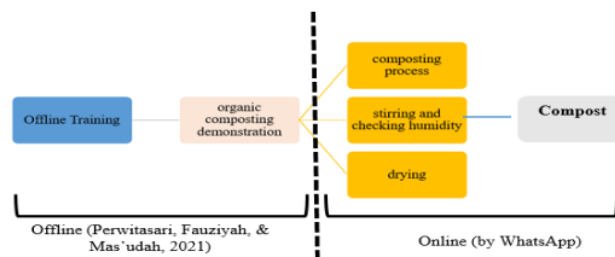 Offline Training
organic
composting
demonstration
composting
process
stirring and
checking humidity
drying
Compost
Offline (Perwitasari, Fauziyah, &
Mas`udah, 2021)
Online (by WhatsApp)